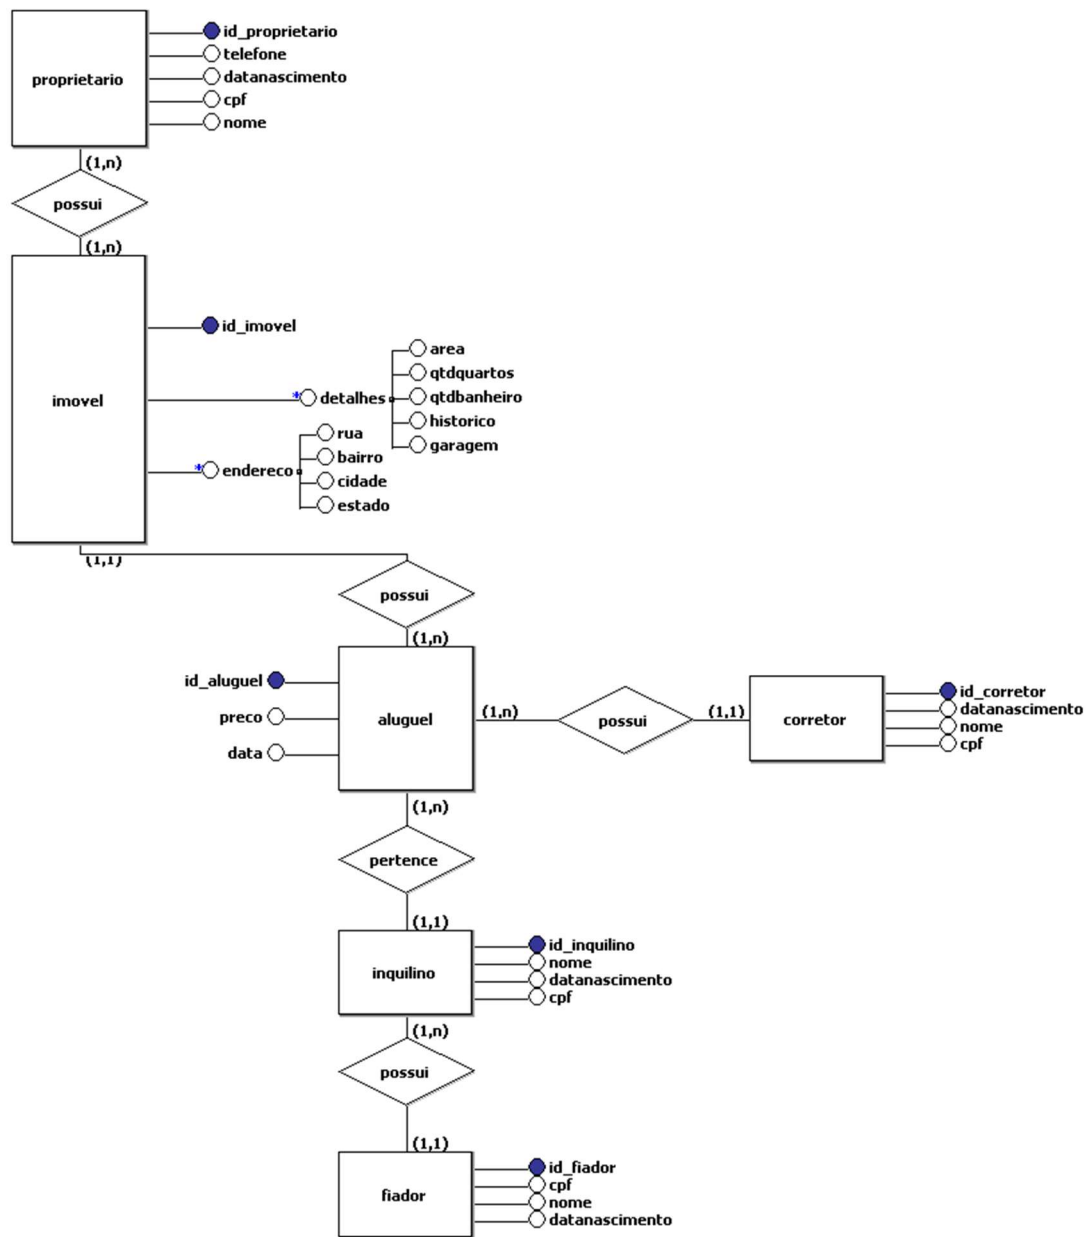 id_proprietario
telefone
proprietario
datanascimento
cpf
nome
(1,n)
possui
(1,n)
id_imovel
area
qtdquartos
imovel
* detalhes
qtdbanheiro
historico
garagem
rua
bairro
* endereco
cidade
estado
(1,1)
possui
(1,n)
id_aluguel
preco
aluguel
data
(1,n)
possui
(1,1)
corretor
id_corretor
datanascimento
nome
cpf
(1,n)
pertence
(1,1)
inquilino
id_inquilino
nome
datanascimento
cpf
(1,n)
possui
(1,1)
fiador
id_fiador
cpf
nome
datanascimento